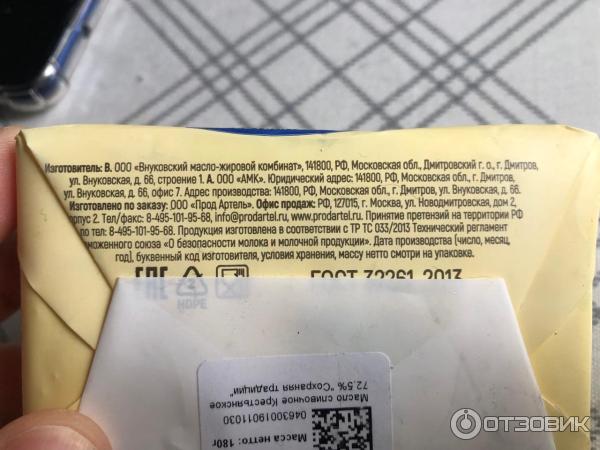 Изготовитель: В. ООО «Внуковский масло-жировой комбинат», 141800, РФ, Московская обл., Дмитровский г. о., г. Дмитров,
ул. Внуковская, д. 66, строение 1. А. ООО «АМК». Юридический адрес: 141800, РФ, Московская обл., г. Дмитров,
ул. Внуковская, д. 66, офис 7. Адрес производства: 141800, РФ, Московская обл., г. Дмитров, ул. Внуковская, д. 66.
Изготовлено по заказу: ООО «Прод Артель». Офис продаж: РФ, 127015, г. Москва, ул. Новодмитровская, дом 2,
корпус 2. Тел/факс: 8-495-101-95-68, info@prodartel.ru, www.prodartel.ru. Принятие претензий на территории РФ
по тел.: 8-495-101-95-68. Продукция изготовлена в соответствии с ТР ТС 033/2013 Технический регламент
Таможенного союза «О безопасности молока и молочной продукции». Дата производства (число, месяц,
год), буквенный код изготовителя, условия хранения, массу нетто смотри на упаковке.
ЕАС 2 HDPE ГОСТ 32261-2013
Масло сливочное Крестьянское
72,5% "Сохраняя традиции"
04630019011030
Масса нетто: 180г
ОТЗОВИК